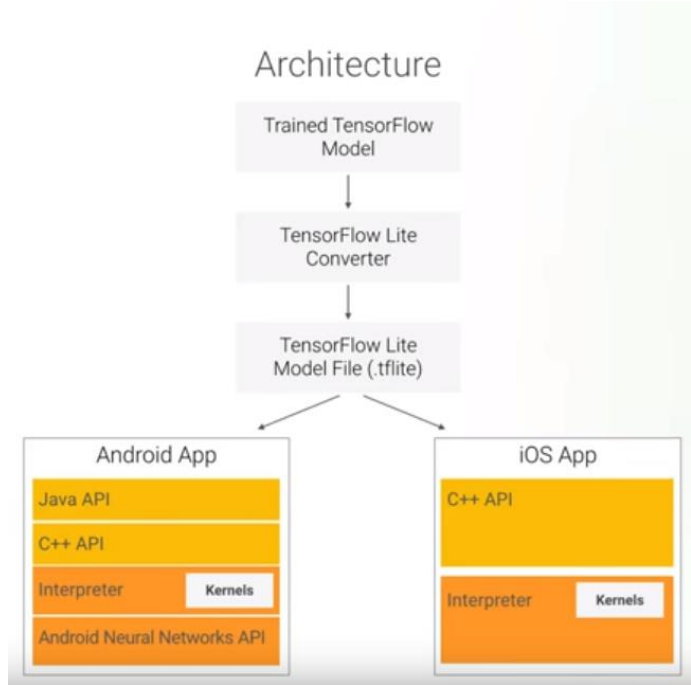 Architecture
Trained TensorFlow
Model
TensorFlow Lite
Converter
TensorFlow Lite
Model File (.tflite)
Android App
Java API
C++ API
Interpreter
Kernels
Android Neural Networks API
iOS App
C++ API
Interpreter
Kernels